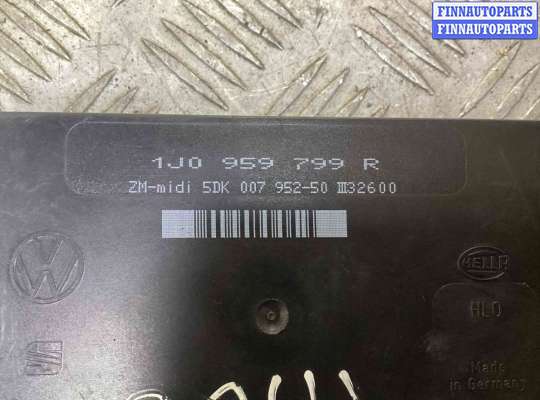 FINNAUTOPARTS
FINNAUTOPARTS
1J0 959 799 R
ZM-midi 5DK 007 952-50 III32600
HELLA
HLO
Made
in Germany